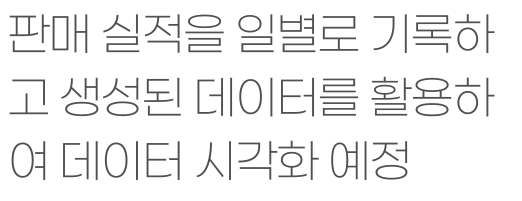 판매 실적을 일별로 기록하
고 생성된 데이터를 활용하
여 데이터 시각화 예정